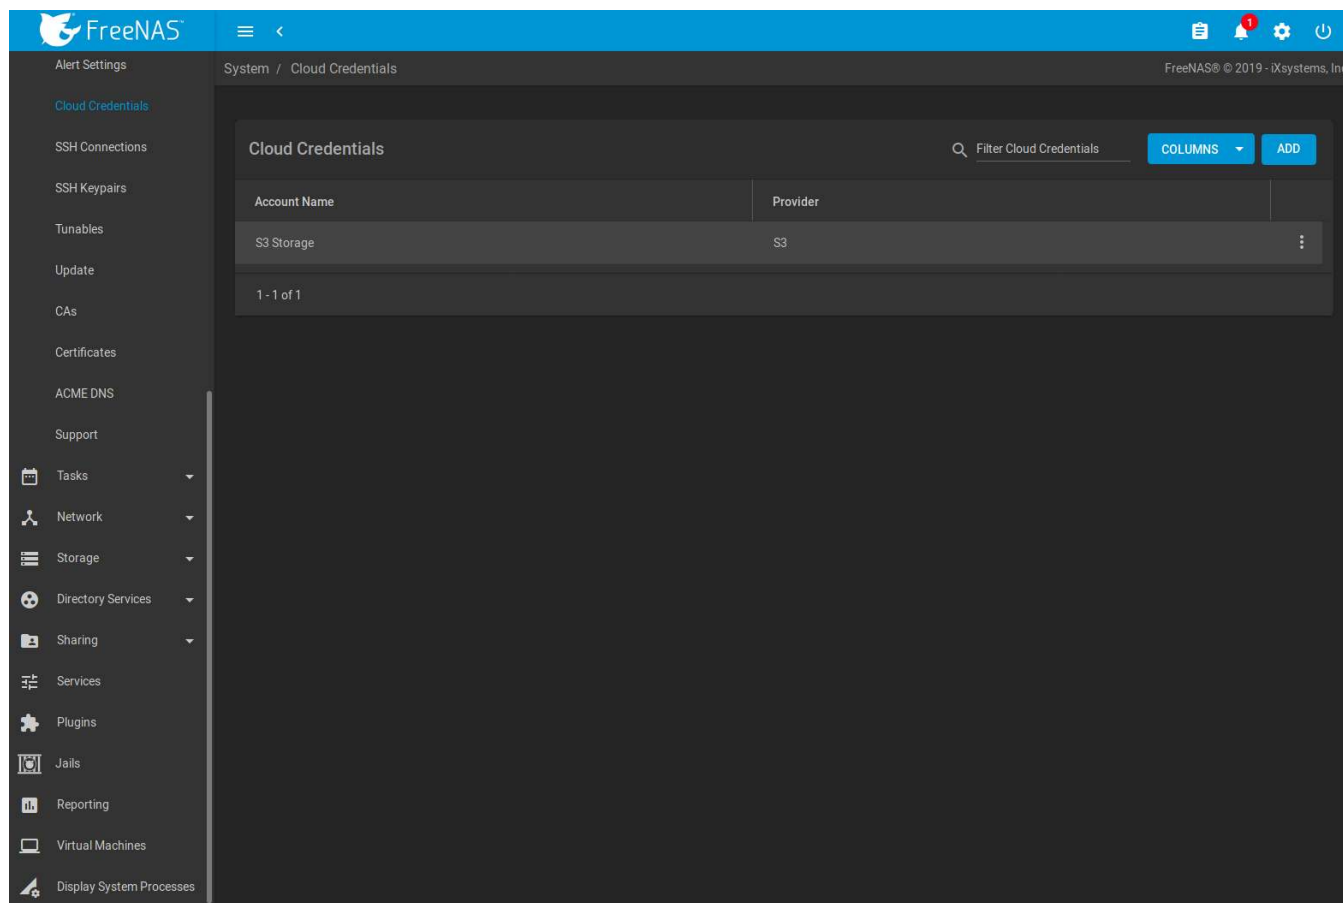 FreeNAS™
1
Alert Settings
System / Cloud Credentials
FreeNAS® © 2019 - iXsystems, Inc
Cloud Credentials
SSH Connections
SSH Keypairs
Tunables
Update
CAs
Certificates
ACME DNS
Support
Tasks
Network
Storage
Directory Services
Sharing
Services
Plugins
Jails
Reporting
Virtual Machines
Display System Processes
Cloud Credentials
Filter Cloud Credentials
COLUMNS
ADD
Account Name
Provider
S3 Storage
S3
1 - 1 of 1